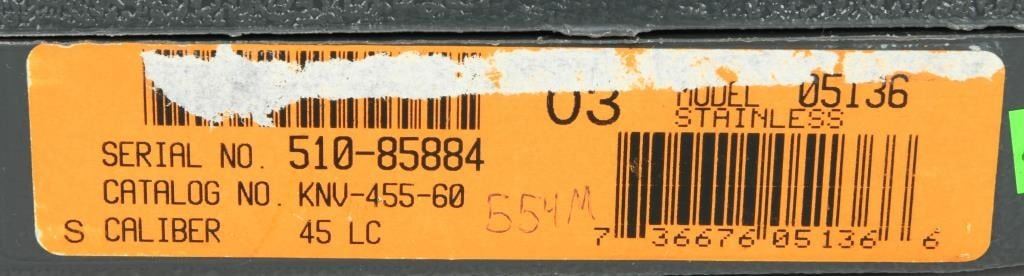 03 MODEL 05136
STAINLESS
SERIAL NO. 510-85884
CATALOG NO. KNV-455-60
554M
S CALIBER 45 LC
7 36676 05136 6